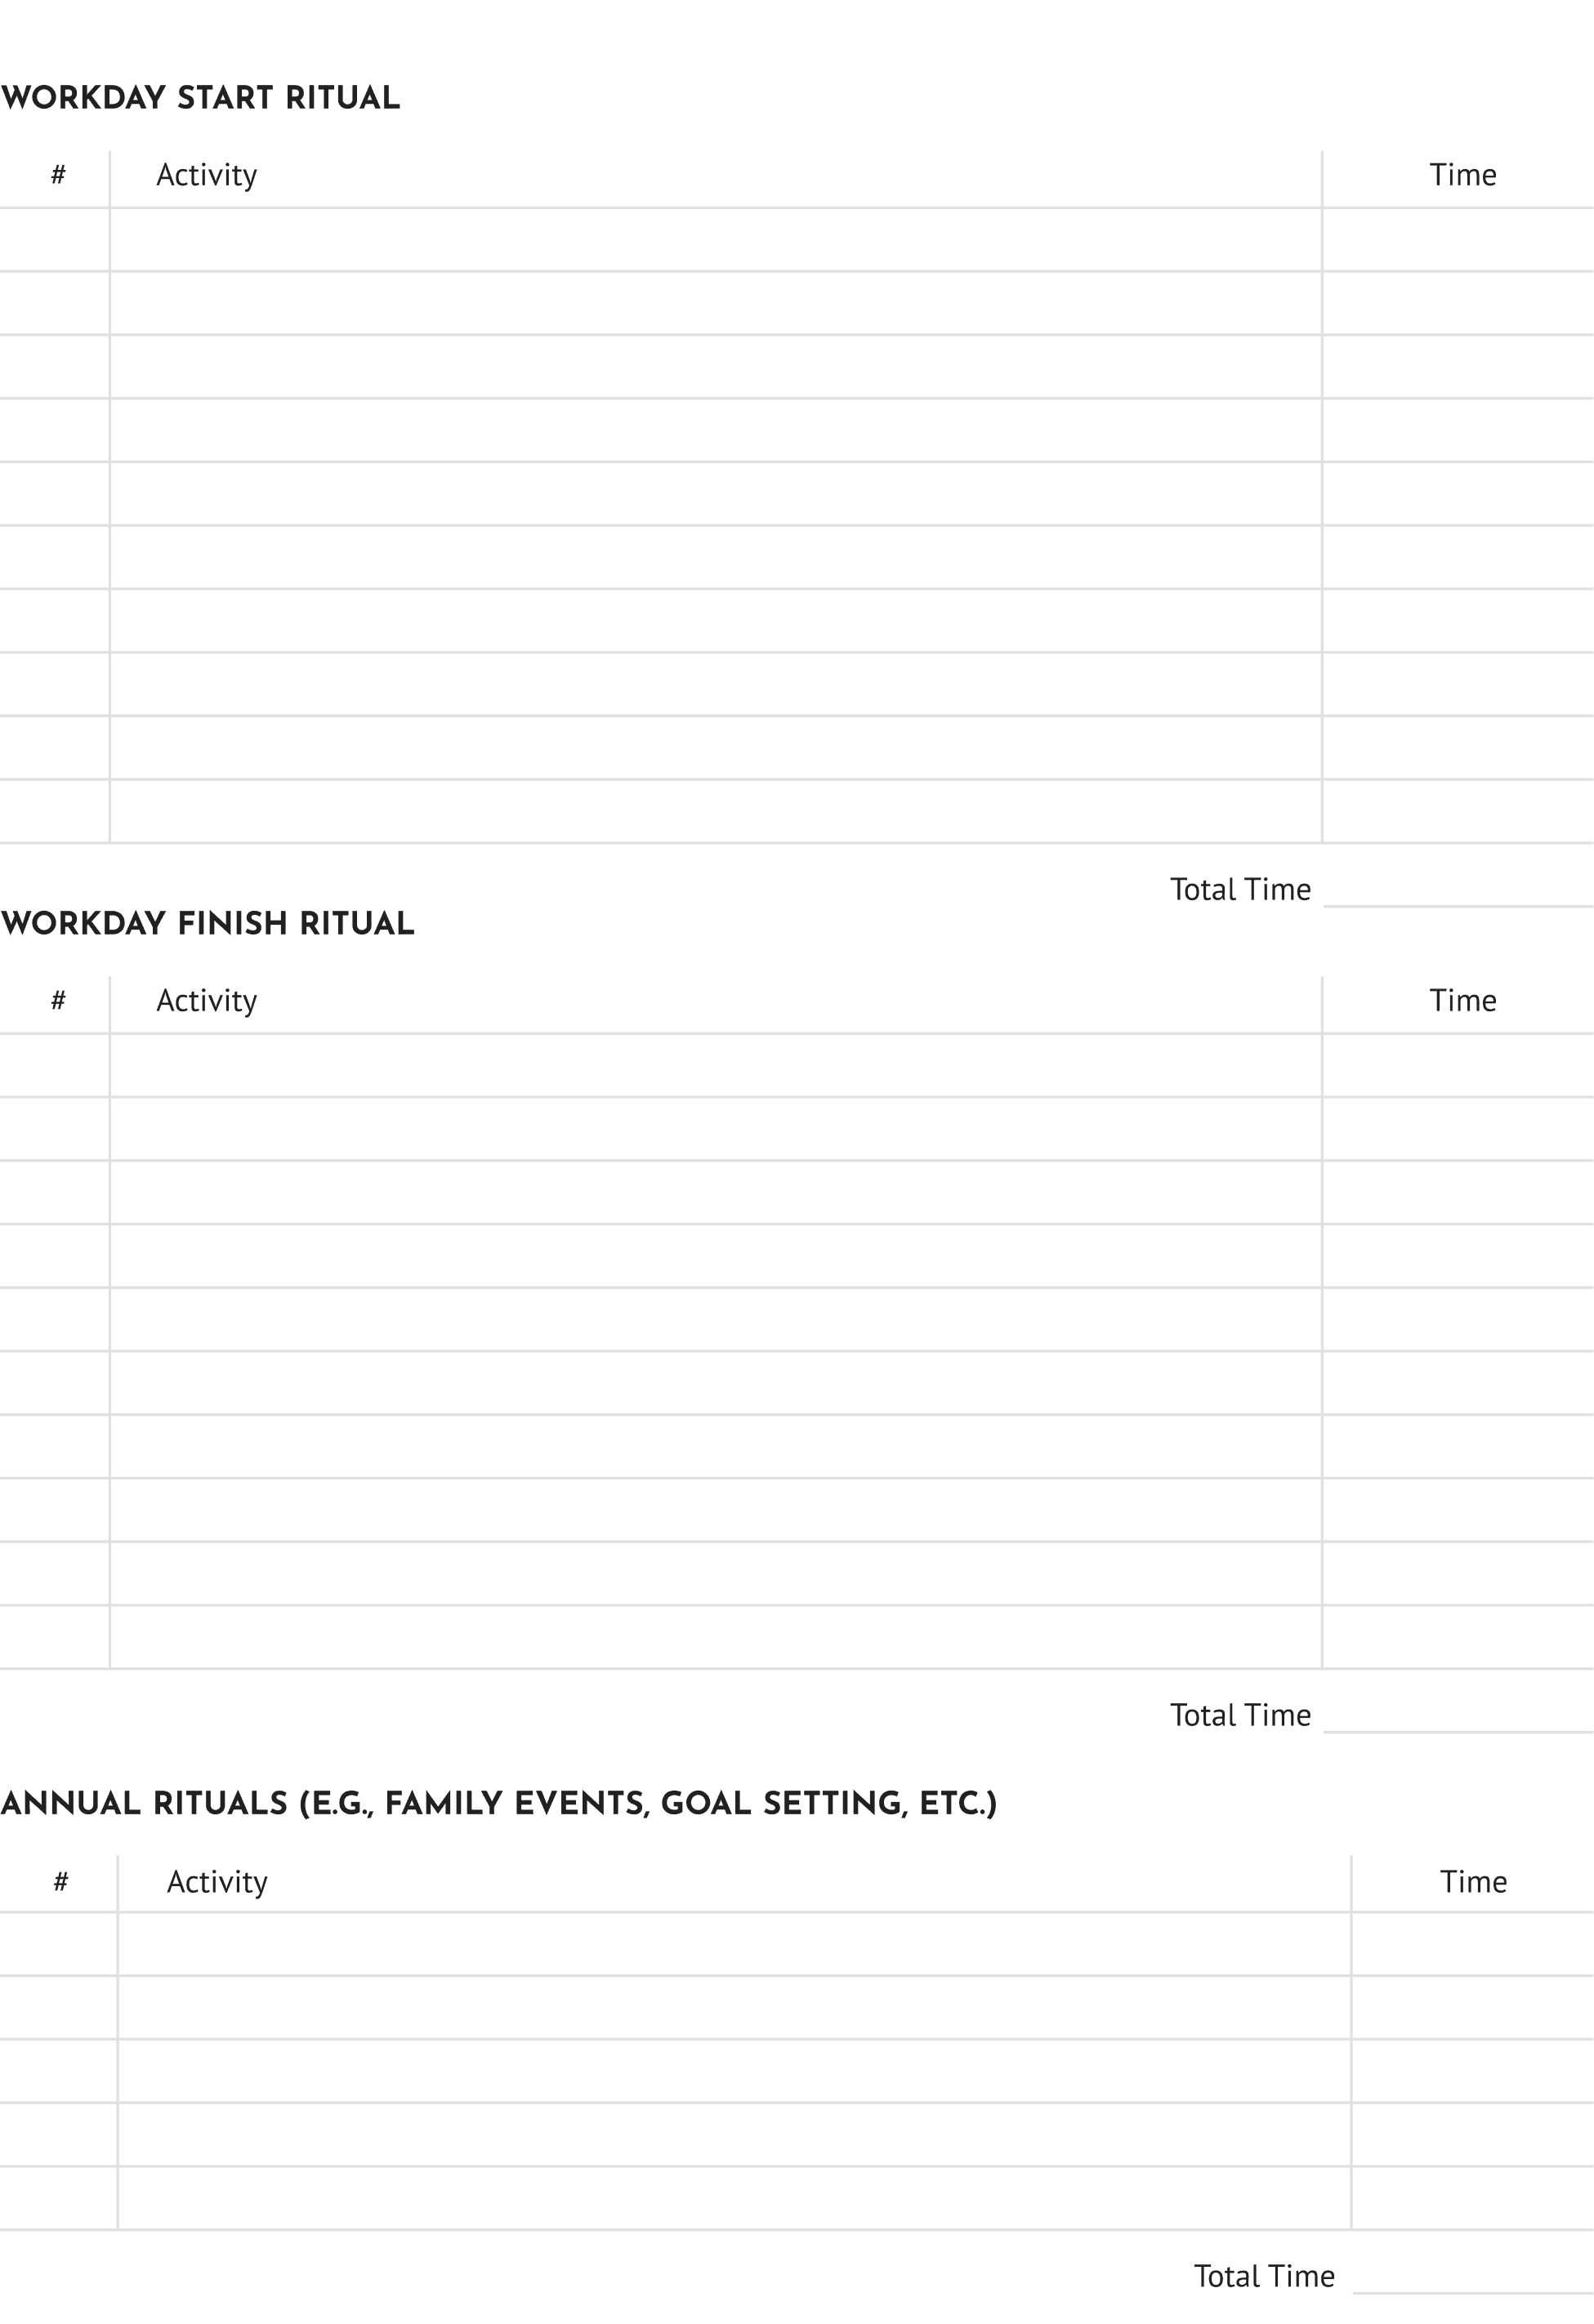 WORKDAY START RITUAL
# Activity Time
Total Time
WORKDAY FINISH RITUAL
# Activity Time
Total Time
ANNUAL RITUALS (E.G., FAMILY EVENTS, GOAL SETTING, ETC.)
# Activity Time
Total Time